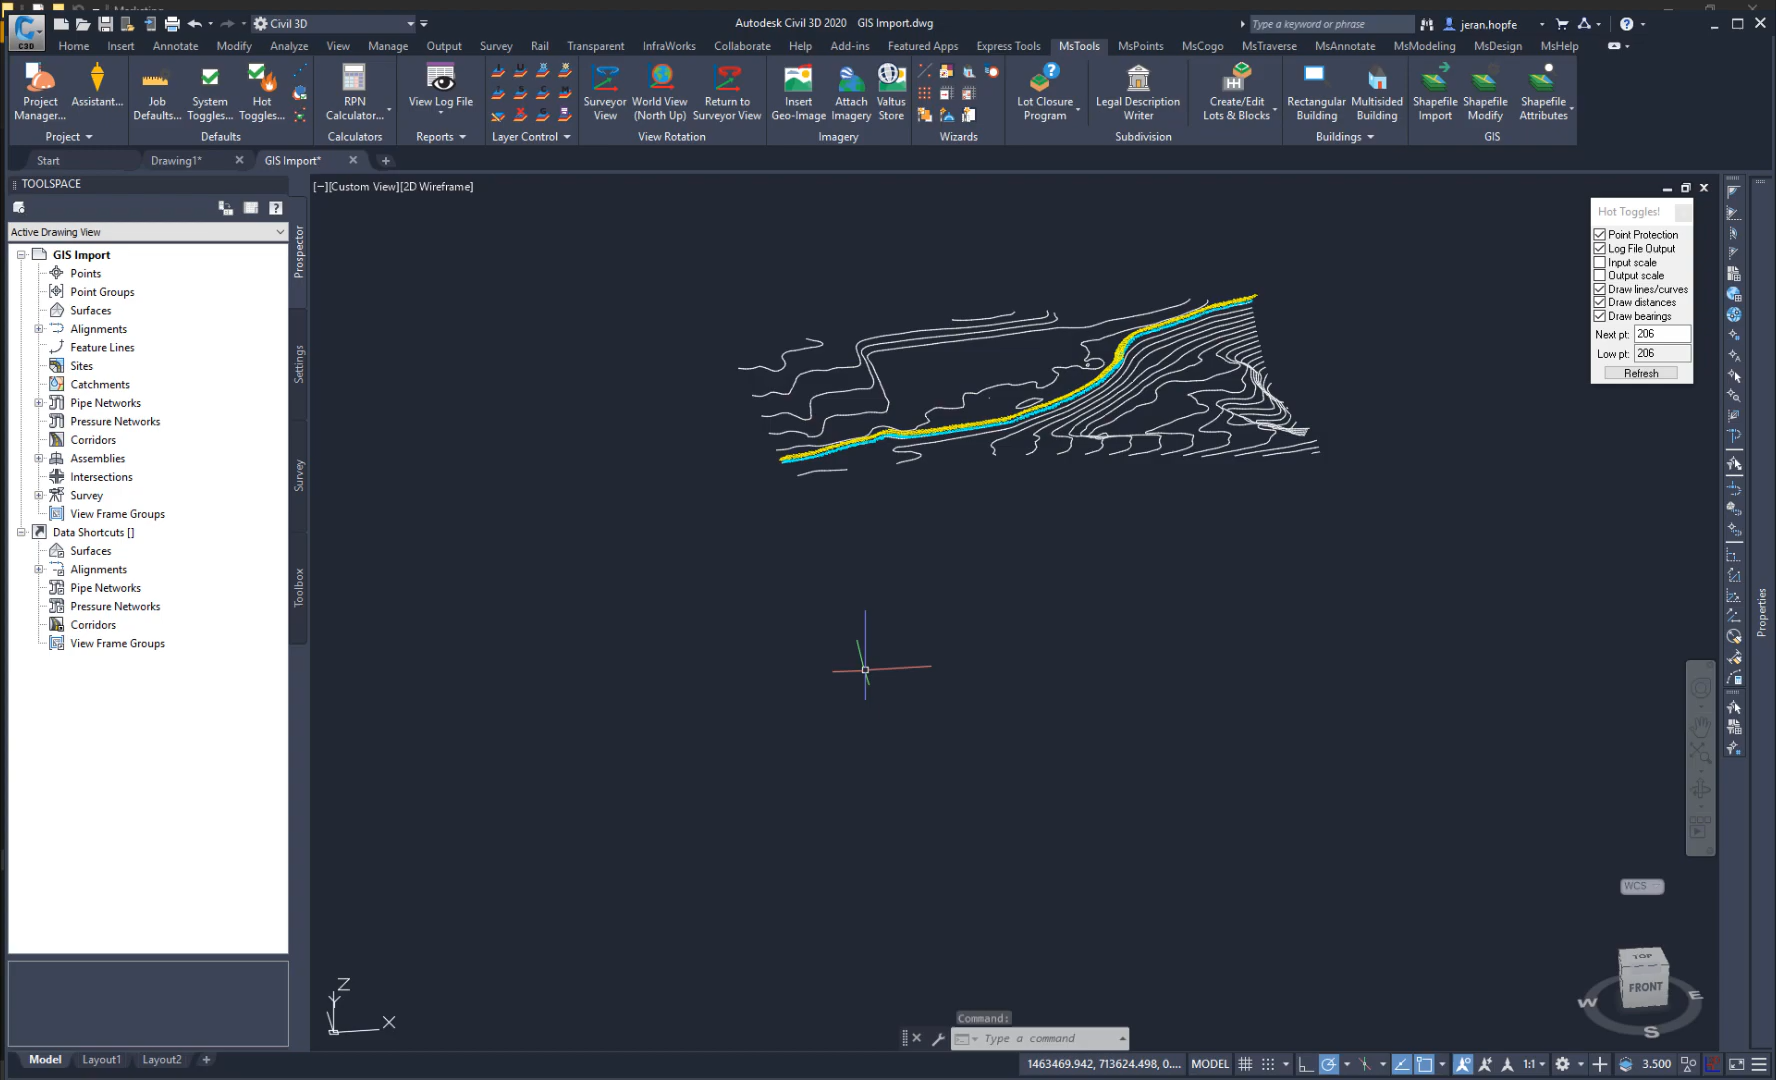 Civil 3D
Autodesk Civil 3D 2020 GIS Import.dwg
Type a keyword or phrase
jeran.hopfe
C3D
Home Insert Annotate Modify Analyze View Manage Output Survey Rail Transparent InfraWorks Collaborate Help Add-ins Featured Apps Express Tools MsTools MsPoints MsCogo MsTraverse MsAnnotate MsModeling MsDesign MsHelp
Project Manager...
Assistant...
Job Defaults...
System Toggles...
Hot Toggles...
RPN Calculator...
View Log File
Surveyor View
World View (North Up)
Return to Surveyor View
Insert Geo-Image
Attach Imagery
Valtus Store
Lot Closure Program
Legal Description Writer
Create/Edit Lots & Blocks
Rectangular Building
Multisided Building
Shapefile Import
Shapefile Modify
Shapefile Attributes
Project Defaults Calculators Reports Layer Control View Rotation Imagery Wizards Subdivision Buildings GIS
Start Drawing1* GIS Import*
TOOLSPACE
Active Drawing View
GIS Import
Points
Point Groups
Surfaces
Alignments
Feature Lines
Sites
Catchments
Pipe Networks
Pressure Networks
Corridors
Assemblies
Intersections
Survey
View Frame Groups
Data Shortcuts []
Surfaces
Alignments
Pipe Networks
Pressure Networks
Corridors
View Frame Groups
Prospector
Settings
Survey
Toolbox
[−][Custom View][2D Wireframe]
Hot Toggles!
Point Protection
Log File Output
Input scale
Output scale
Draw lines/curves
Draw distances
Draw bearings
Next pt: 206
Low pt: 206
Refresh
Properties
WCS
TOP
FRONT
W
E
S
Z
Y
X
Command:
Type a command
Model Layout1 Layout2
1463469.942, 713624.498, 0.... MODEL 1:1 3.500